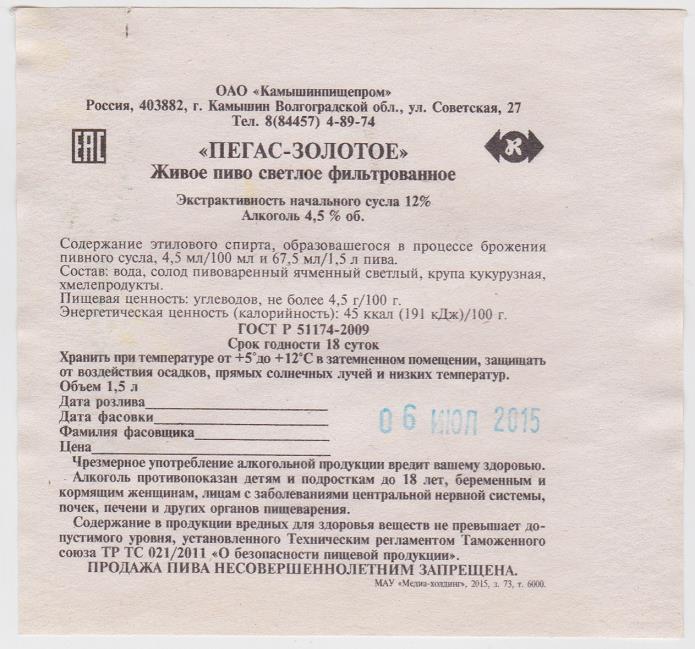 ОАО «Камышинпищепром»
Россия, 403882, г. Камышин Волгоградской обл., ул. Советская, 27
Тел. 8(84457) 4-89-74
EAC
«ПЕГАС-ЗОЛОТОЕ»
Живое пиво светлое фильтрованное
Экстрактивность начального сусла 12%
Алкоголь 4,5 % об.
Содержание этилового спирта, образовашегося в процессе брожения
пивного сусла, 4,5 мл/100 мл и 67,5 мл/1,5 л пива.
Состав: вода, солод пивоваренный ячменный светлый, крупа кукурузная,
хмелепродукты.
Пищевая ценность: углеводов, не более 4,5 г/100 г.
Энергетическая ценность (калорийность): 45 ккал (191 кДж)/100 г.
ГОСТ Р 51174-2009
Срок годности 18 суток
Хранить при температуре от +5°до +12°С в затемненном помещении, защищать
от воздействия осадков, прямых солнечных лучей и низких температур.
Объем 1,5 л
Дата розлива
Дата фасовки
Фамилия фасовщика
Цена
06 ИЮЛ 2015
Чрезмерное употребление алкогольной продукции вредит вашему здоровью.
Алкоголь противопоказан детям и подросткам до 18 лет, беременным и
кормящим женщинам, лицам с заболеваниями центральной нервной системы,
почек, печени и других органов пищеварения.
Содержание в продукции вредных для здоровья веществ не превышает до-
пустимого уровня, установленного Техническим регламентом Таможенного
союза ТР ТС 021/2011 «О безопасности пищевой продукции».
ПРОДАЖА ПИВА НЕСОВЕРШЕННОЛЕТНИМ ЗАПРЕЩЕНА.
МАУ «Медиа-холдинг», 2015, з. 73, т. 6000.